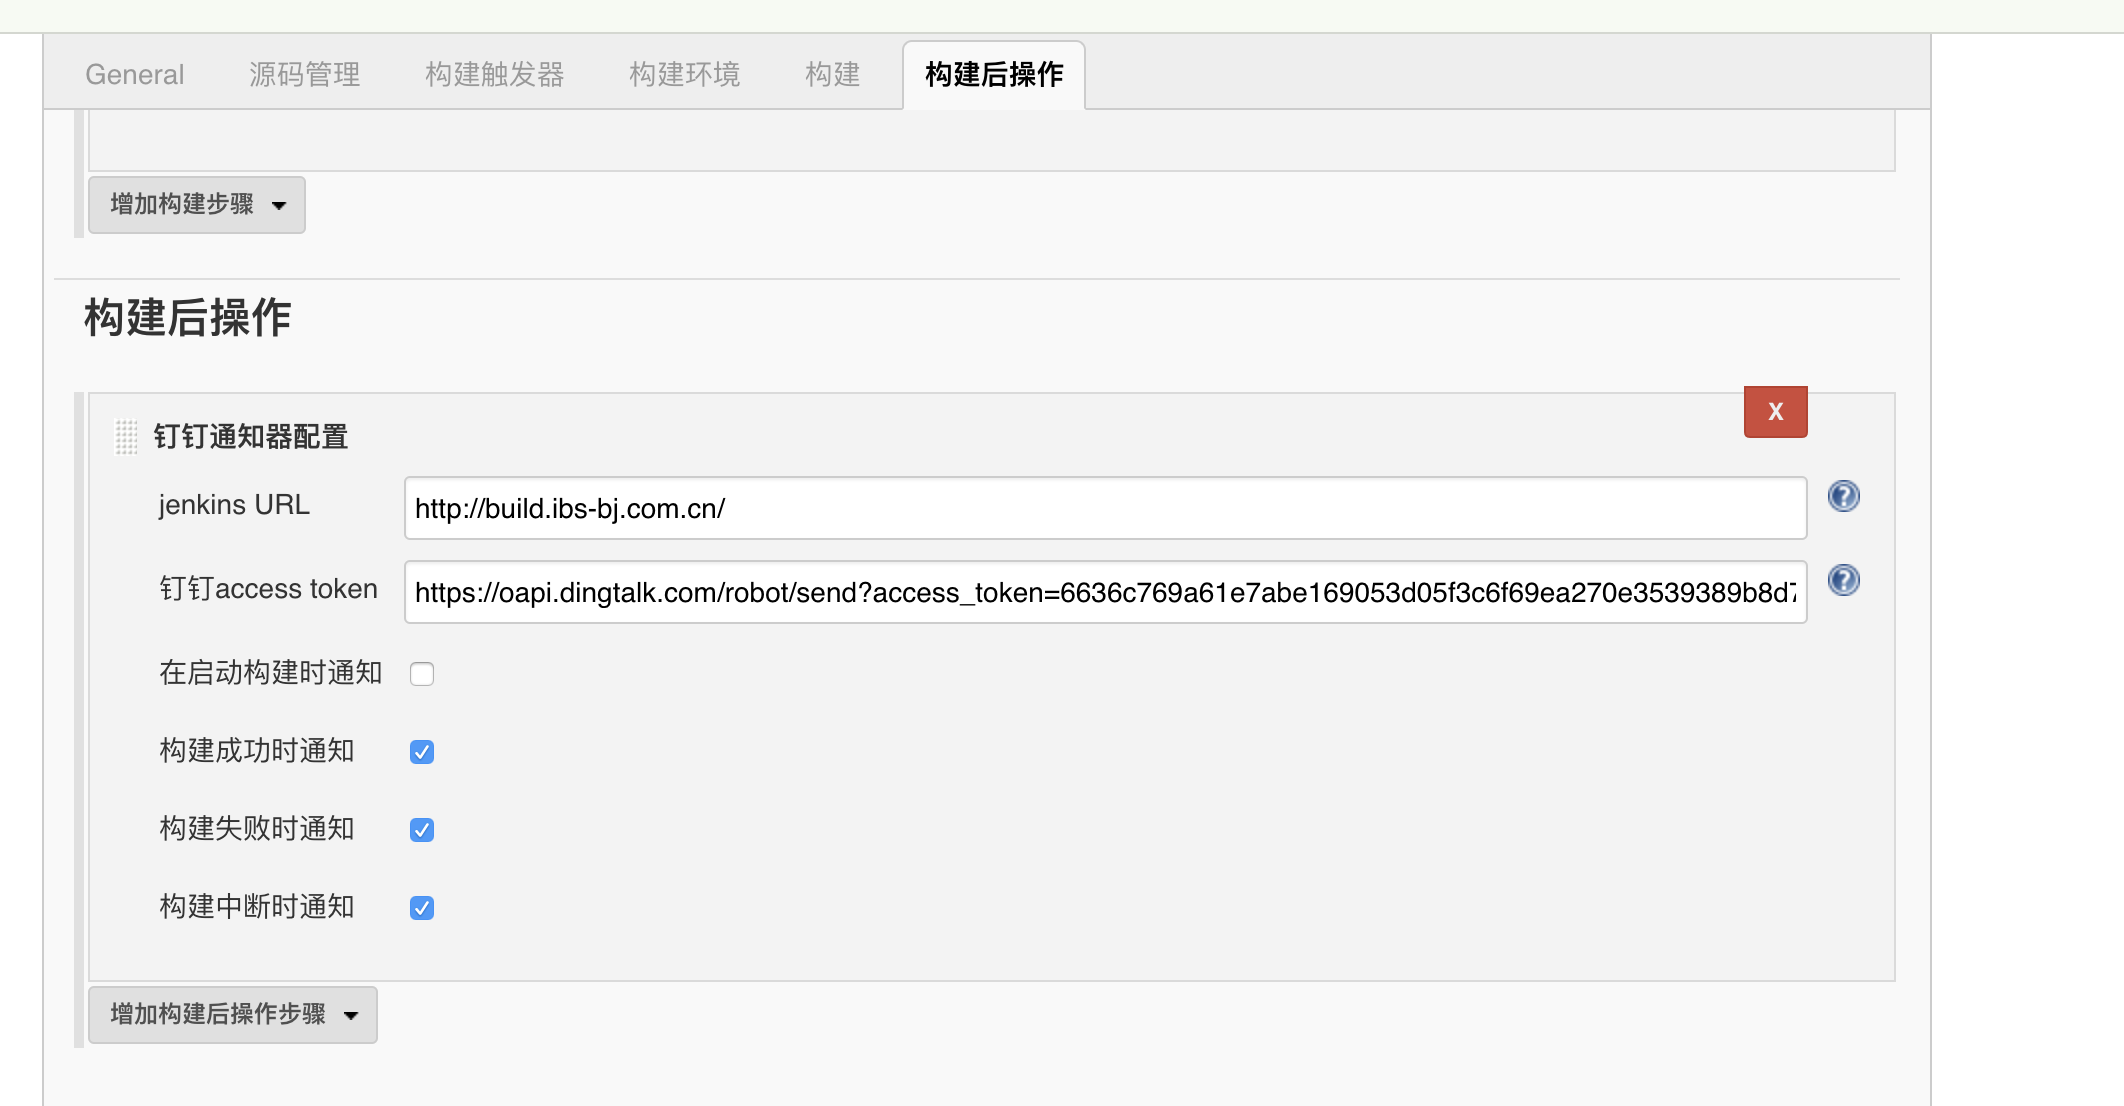 General 源码管理 构建触发器 构建环境 构建 构建后操作
增加构建步骤
构建后操作
X
钉钉通知器配置
jenkins URL http://build.ibs-bj.com.cn/
钉钉access token https://oapi.dingtalk.com/robot/send?access_token=6636c769a61e7abe169053d05f3c6f69ea270e3539389b8d7
在启动构建时通知
构建成功时通知
构建失败时通知
构建中断时通知
增加构建后操作步骤